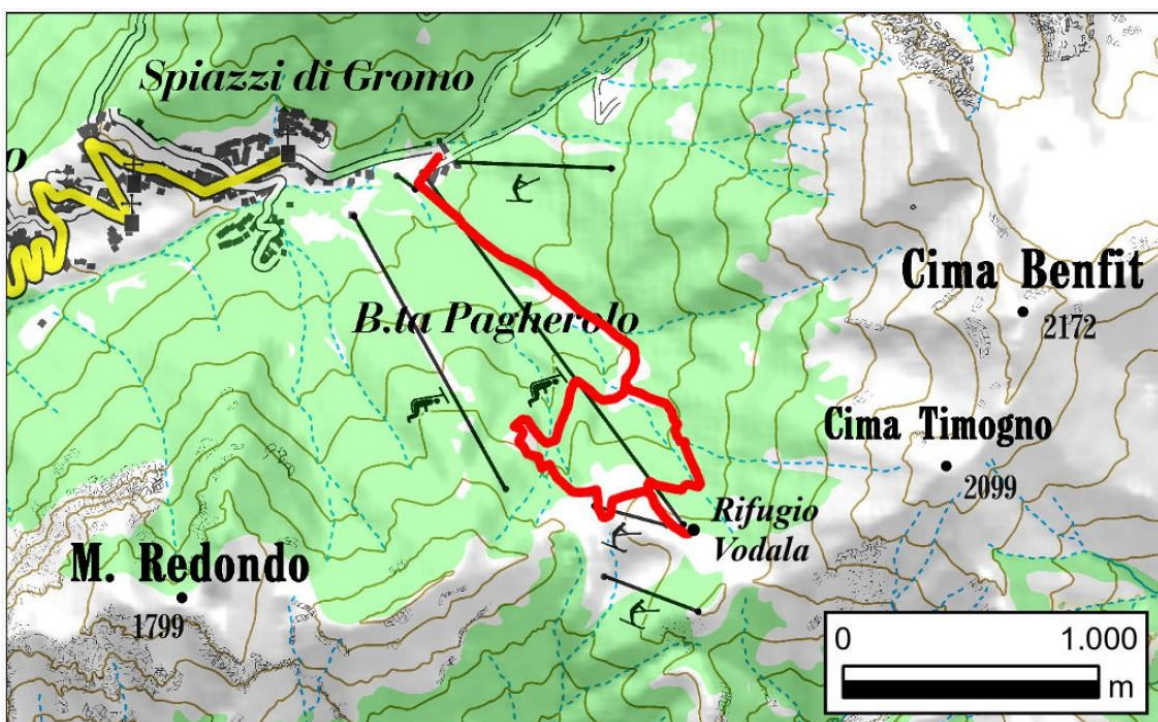 Spiazzi di Gromo
o
B.ta Pagherolo
Cima Benfit
2172
Cima Timogno
2099
Rifugio
Vodala
M. Redondo
1799
0 1.000
m